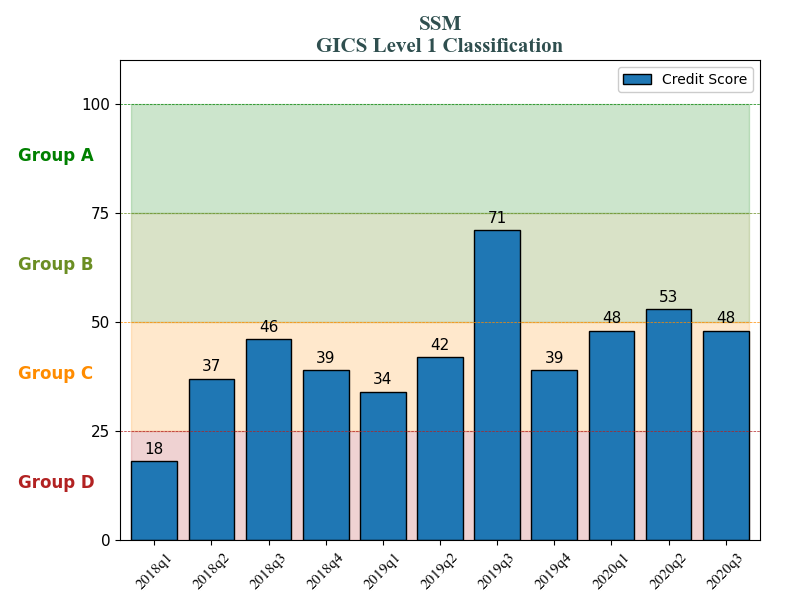 SSM
GICS Level 1 Classification
Credit Score
100
Group A
75
71
Group B
53
50
46
48
48
42
39
39
37
Group C
34
25
18
Group D
0
2018q1 2018q2 2018q3 2018q4 2019q1 2019q2 2019q3 2019q4 2020q1 2020q2 2020q3